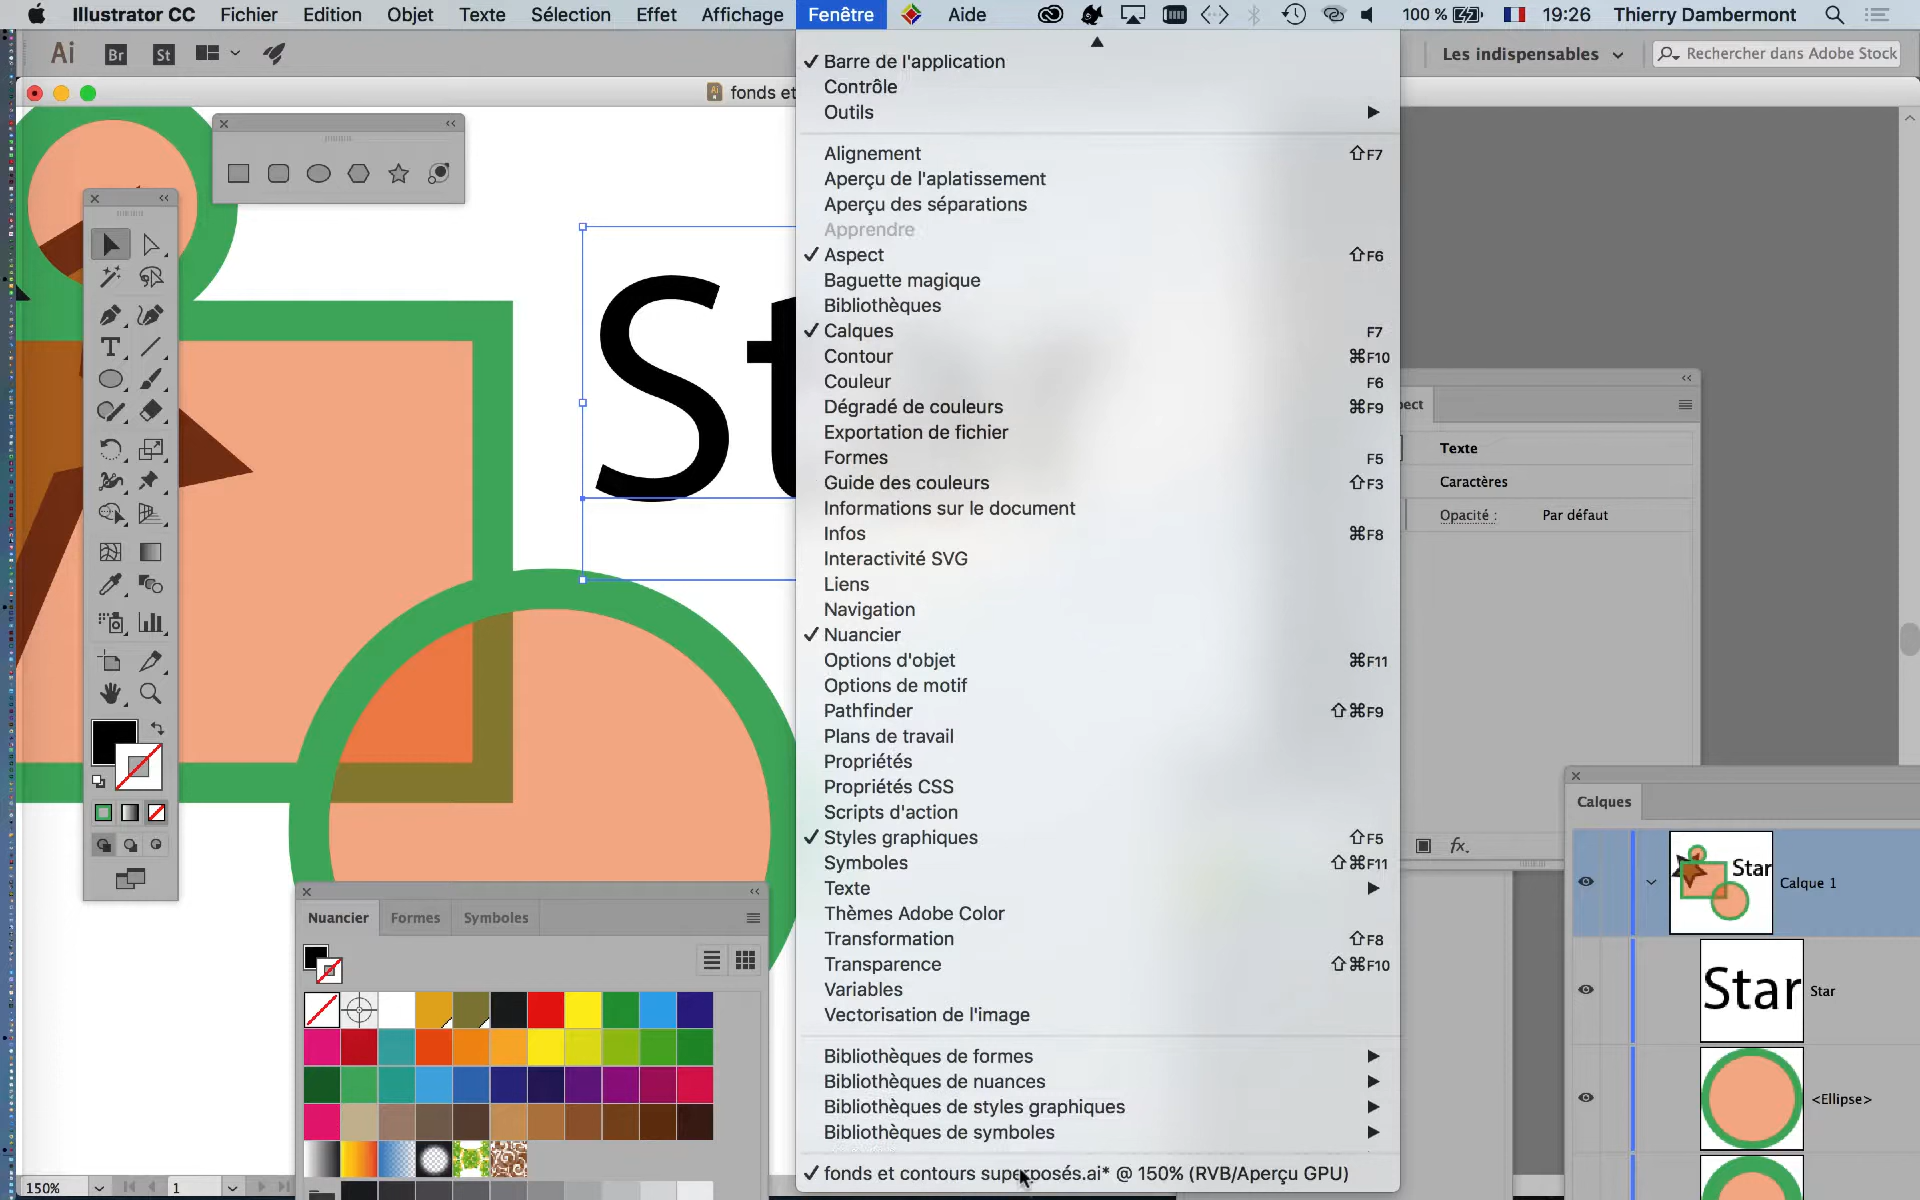 Illustrator CC Fichier Edition Objet Texte Sélection Effet Affichage Fenêtre Aide 100 % 19:26 Thierry Dambermont
Ai Br St Les indispensables Rechercher dans Adobe Stock
fonds et
Barre de l'application
Contrôle
Outils
Alignement ⇧F7
Aperçu de l'aplatissement
Aperçu des séparations
Apprendre
Aspect ⇧F6
Baguette magique
Bibliothèques
Calques F7
Contour ⌘F10
Couleur F6
Dégradé de couleurs ⌘F9
Exportation de fichier
Formes F5
Guide des couleurs ⇧F3
Informations sur le document
Infos ⌘F8
Interactivité SVG
Liens
Navigation
Nuancier
Options d'objet ⌘F11
Options de motif
Pathfinder ⇧⌘F9
Plans de travail
Propriétés
Propriétés CSS
Scripts d'action
Styles graphiques ⇧F5
Symboles ⇧⌘F11
Texte
Thèmes Adobe Color
Transformation ⇧F8
Transparence ⇧⌘F10
Variables
Vectorisation de l'image
Bibliothèques de formes
Bibliothèques de nuances
Bibliothèques de styles graphiques
Bibliothèques de symboles
fonds et contours superposés.ai* @ 150% (RVB/Aperçu GPU)
St
pect
Texte
Caractères
Opacité : Par défaut
fx.
Calques
Star
Calque 1
Star
Star
<Ellipse>
Nuancier Formes Symboles
150% 1